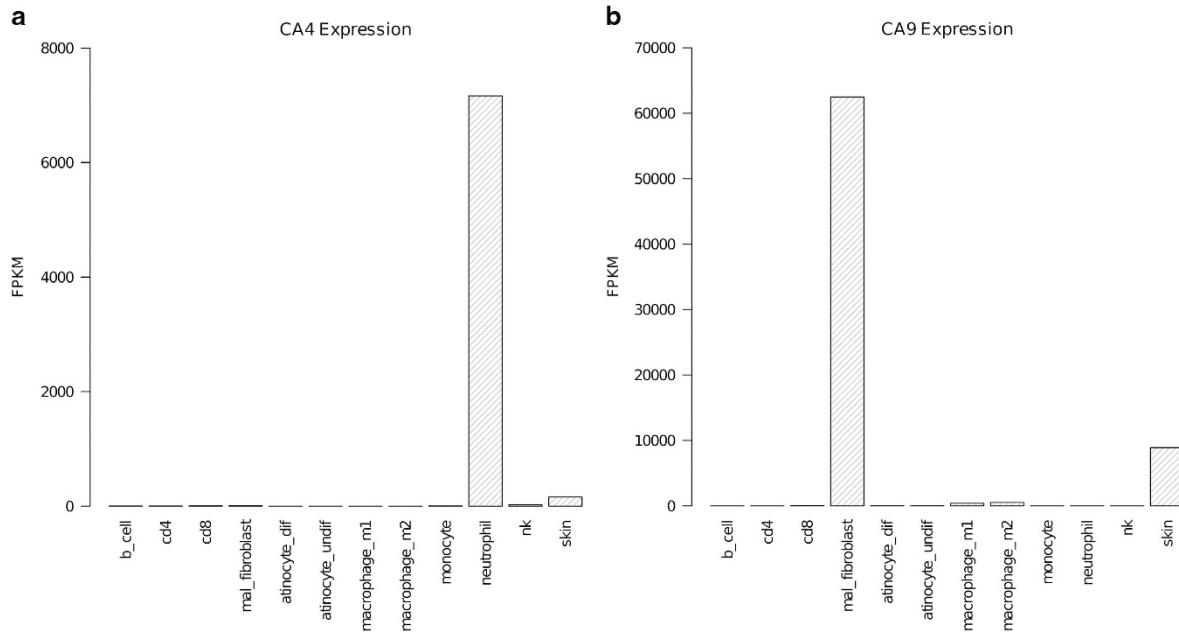 a
CA4 Expression
8000
6000
4000
2000
0
FPKM
b_cell
cd4
cd8
mal_fibroblast
atinocyte_dif
atinocyte_undif
macrophage_m1
macrophage_m2
monocyte
neutrophil
nk
skin
b
CA9 Expression
70000
60000
50000
40000
30000
20000
10000
0
FPKM
b_cell
cd4
cd8
mal_fibroblast
atinocyte_dif
atinocyte_undif
macrophage_m1
macrophage_m2
monocyte
neutrophil
nk
skin